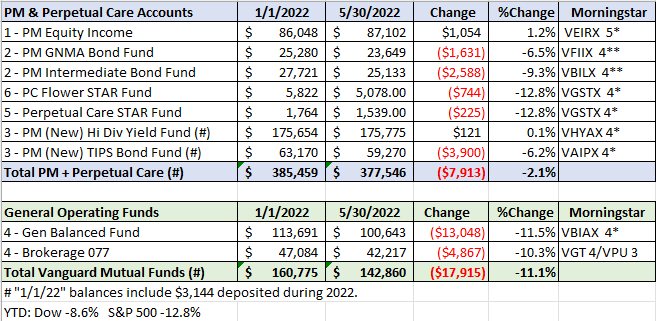 PM & Perpetual Care Accounts 1/1/2022 5/30/2022 Change %Change Morningstar
1 - PM Equity Income $ 86,048 $ 87,102 $1,054 1.2% VEIRX 5*
2 - PM GNMA Bond Fund $ 25,280 $ 23,649 ($1,631) -6.5% VFIIX 4**
2 - PM Intermediate Bond Fund $ 27,721 $ 25,133 ($2,588) -9.3% VBILX 4**
6 - PC Flower STAR Fund $ 5,822 $ 5,078.00 ($744) -12.8% VGSTX 4*
5 - Perpetual Care STAR Fund $ 1,764 $ 1,539.00 ($225) -12.8% VGSTX 4*
3 - PM (New) Hi Div Yield Fund (#) $ 175,654 $ 175,775 $121 0.1% VHYAX 4*
3 - PM (New) TIPS Bond Fund (#) $ 63,170 $ 59,270 ($3,900) -6.2% VAIPX 4*
Total PM + Perpetual Care (#) $ 385,459 $ 377,546 ($7,913) -2.1%
General Operating Funds 1/1/2022 5/30/2022 Change %Change Morningstar
4 - Gen Balanced Fund $ 113,691 $ 100,643 ($13,048) -11.5% VBIAX 4*
4 - Brokerage 077 $ 47,084 $ 42,217 ($4,867) -10.3% VGT 4/VPU 3
Total Vanguard Mutual Funds (#) $ 160,775 $ 142,860 ($17,915) -11.1%
# "1/1/22" balances include $3,144 deposited during 2022.
YTD: Dow -8.6% S&P 500 -12.8%